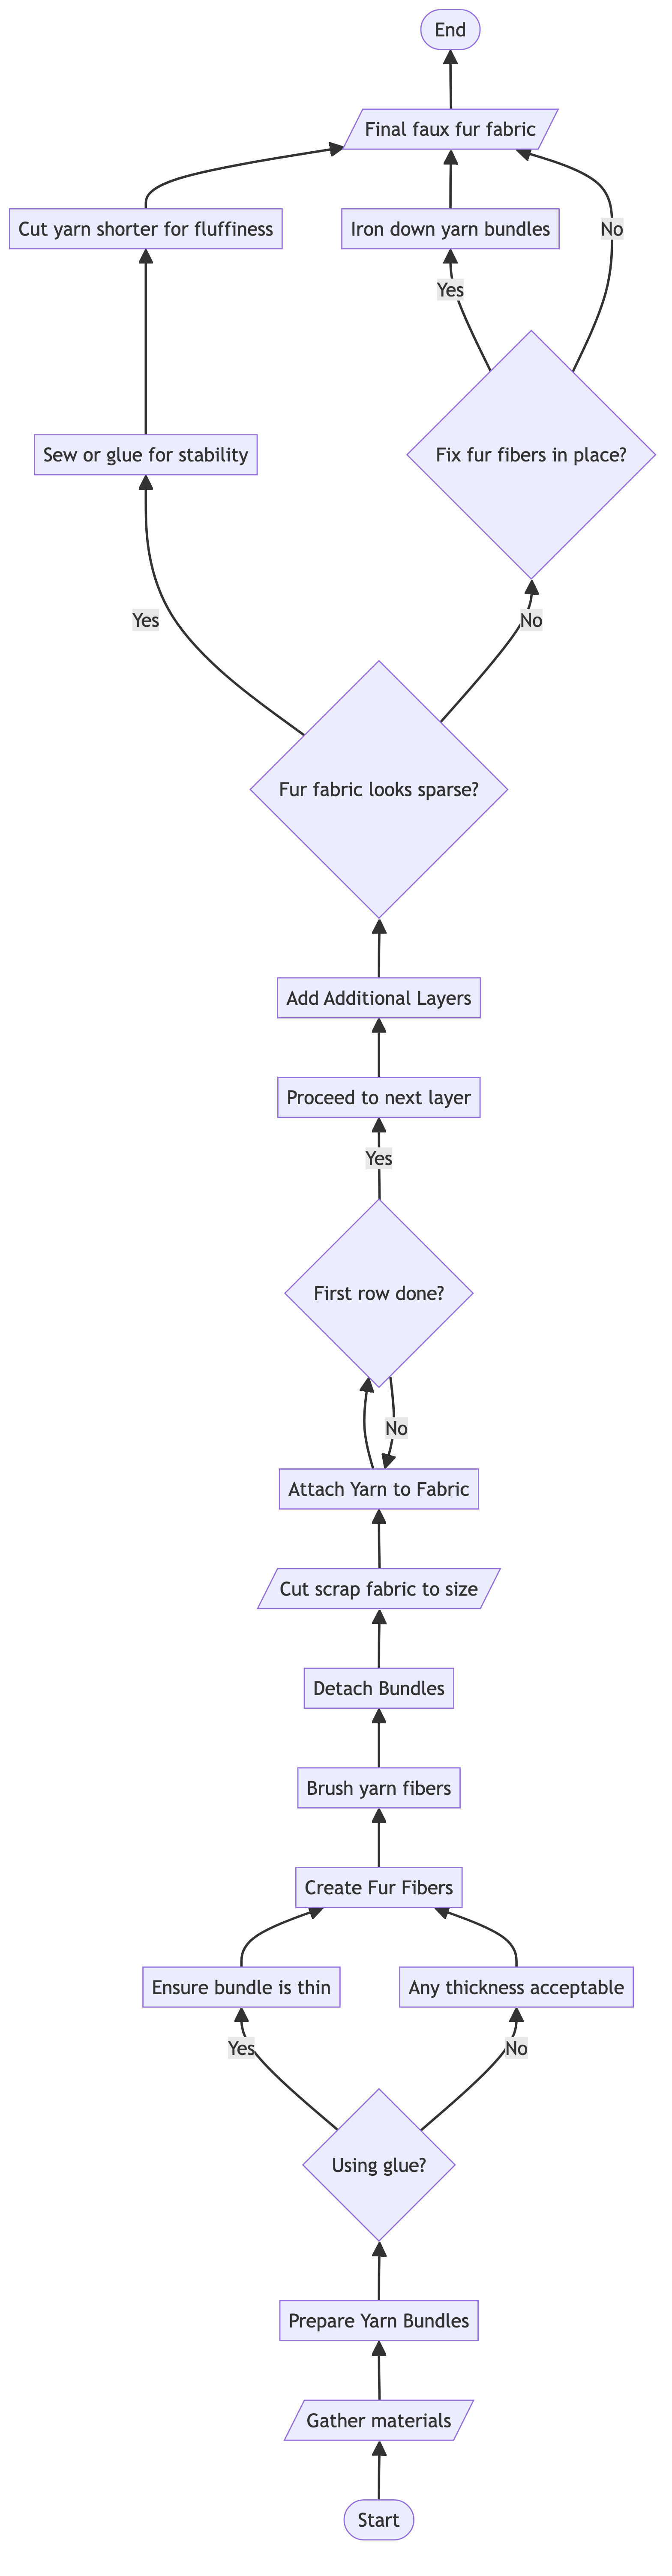 End
Final faux fur fabric
Cut yarn shorter for fluffiness
Iron down yarn bundles
No
Yes
Sew or glue for stability
Fix fur fibers in place?
Yes
No
Fur fabric looks sparse?
Add Additional Layers
Proceed to next layer
Yes
First row done?
No
Attach Yarn to Fabric
Cut scrap fabric to size
Detach Bundles
Brush yarn fibers
Create Fur Fibers
Ensure bundle is thin
Any thickness acceptable
Yes
No
Using glue?
Prepare Yarn Bundles
Gather materials
Start